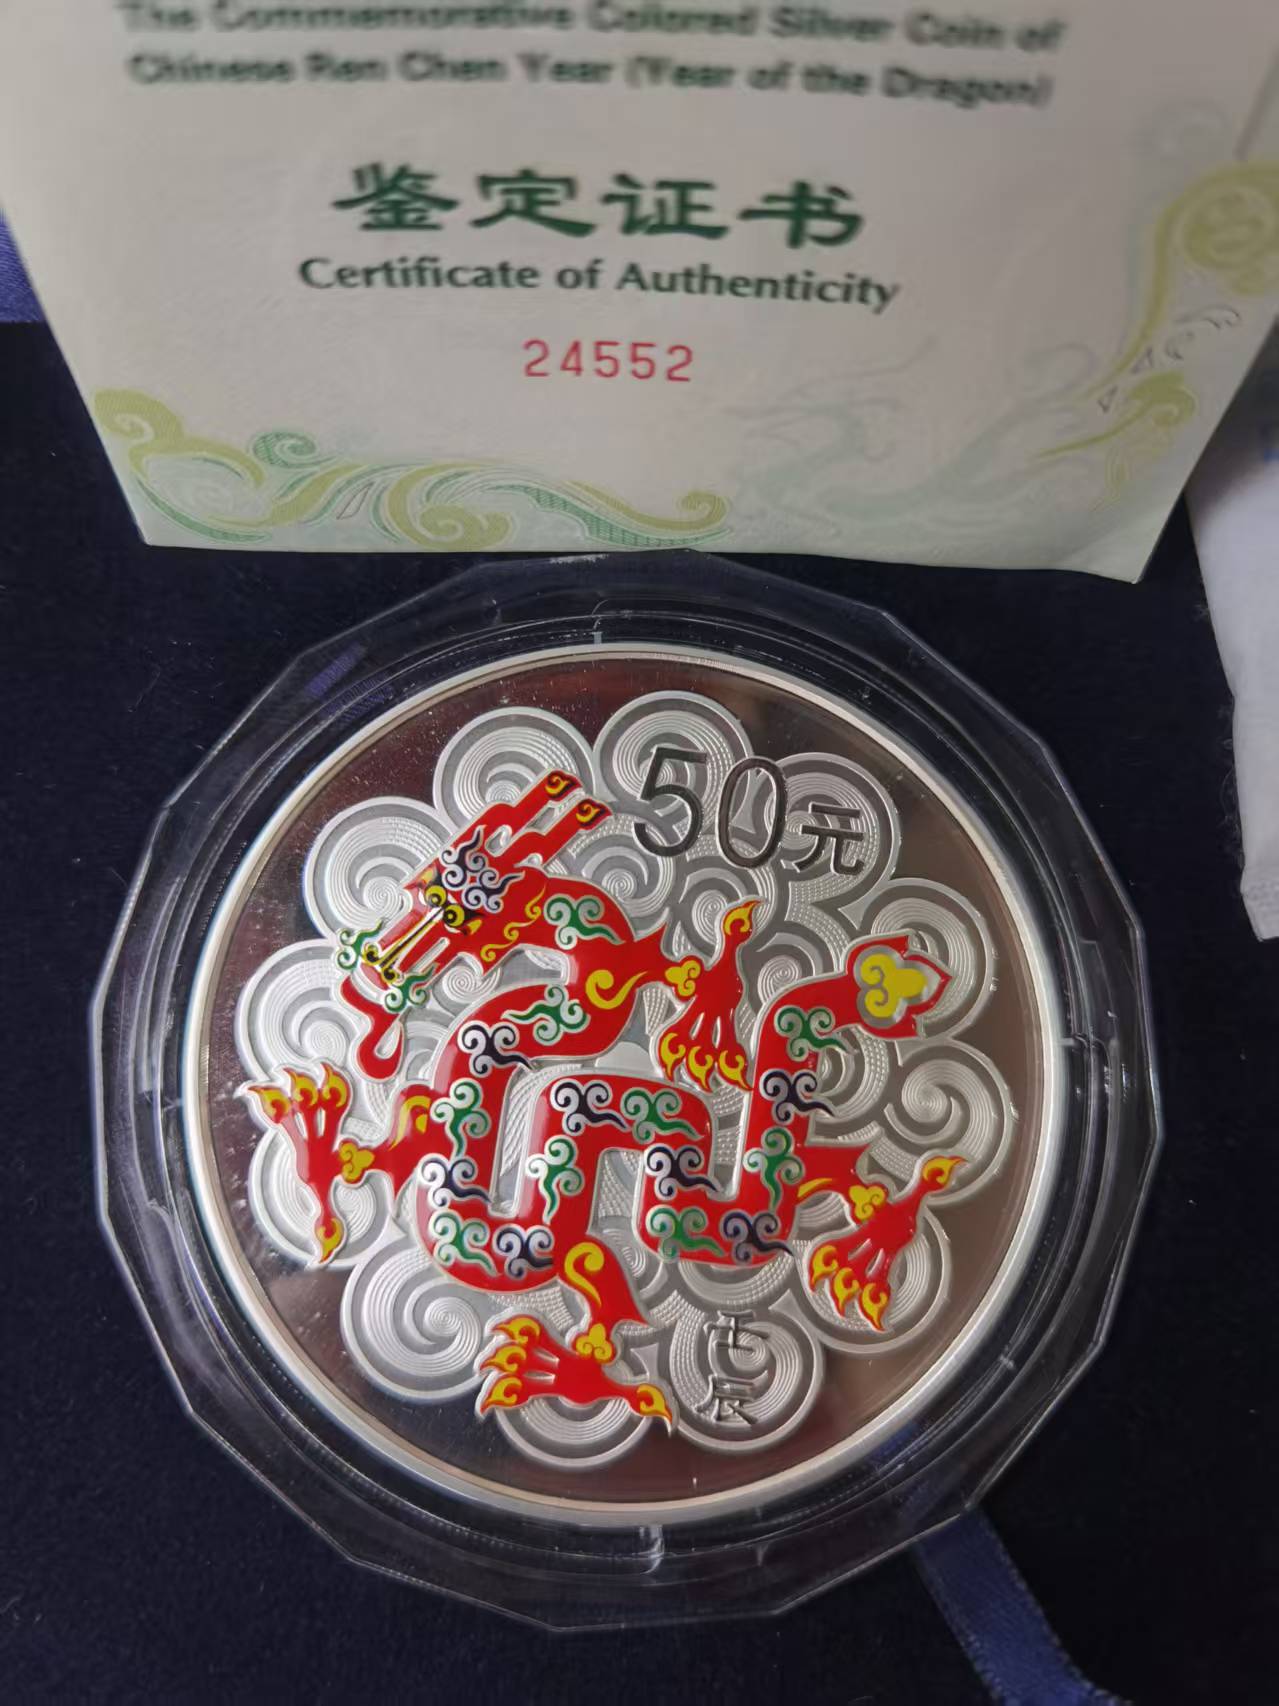 The Commemorative Colored Silver Coin of
Chinese Ren Chen Year (Year of the Dragon)
鉴定证书
Certificate of Authenticity
24552
50元
壬
辰